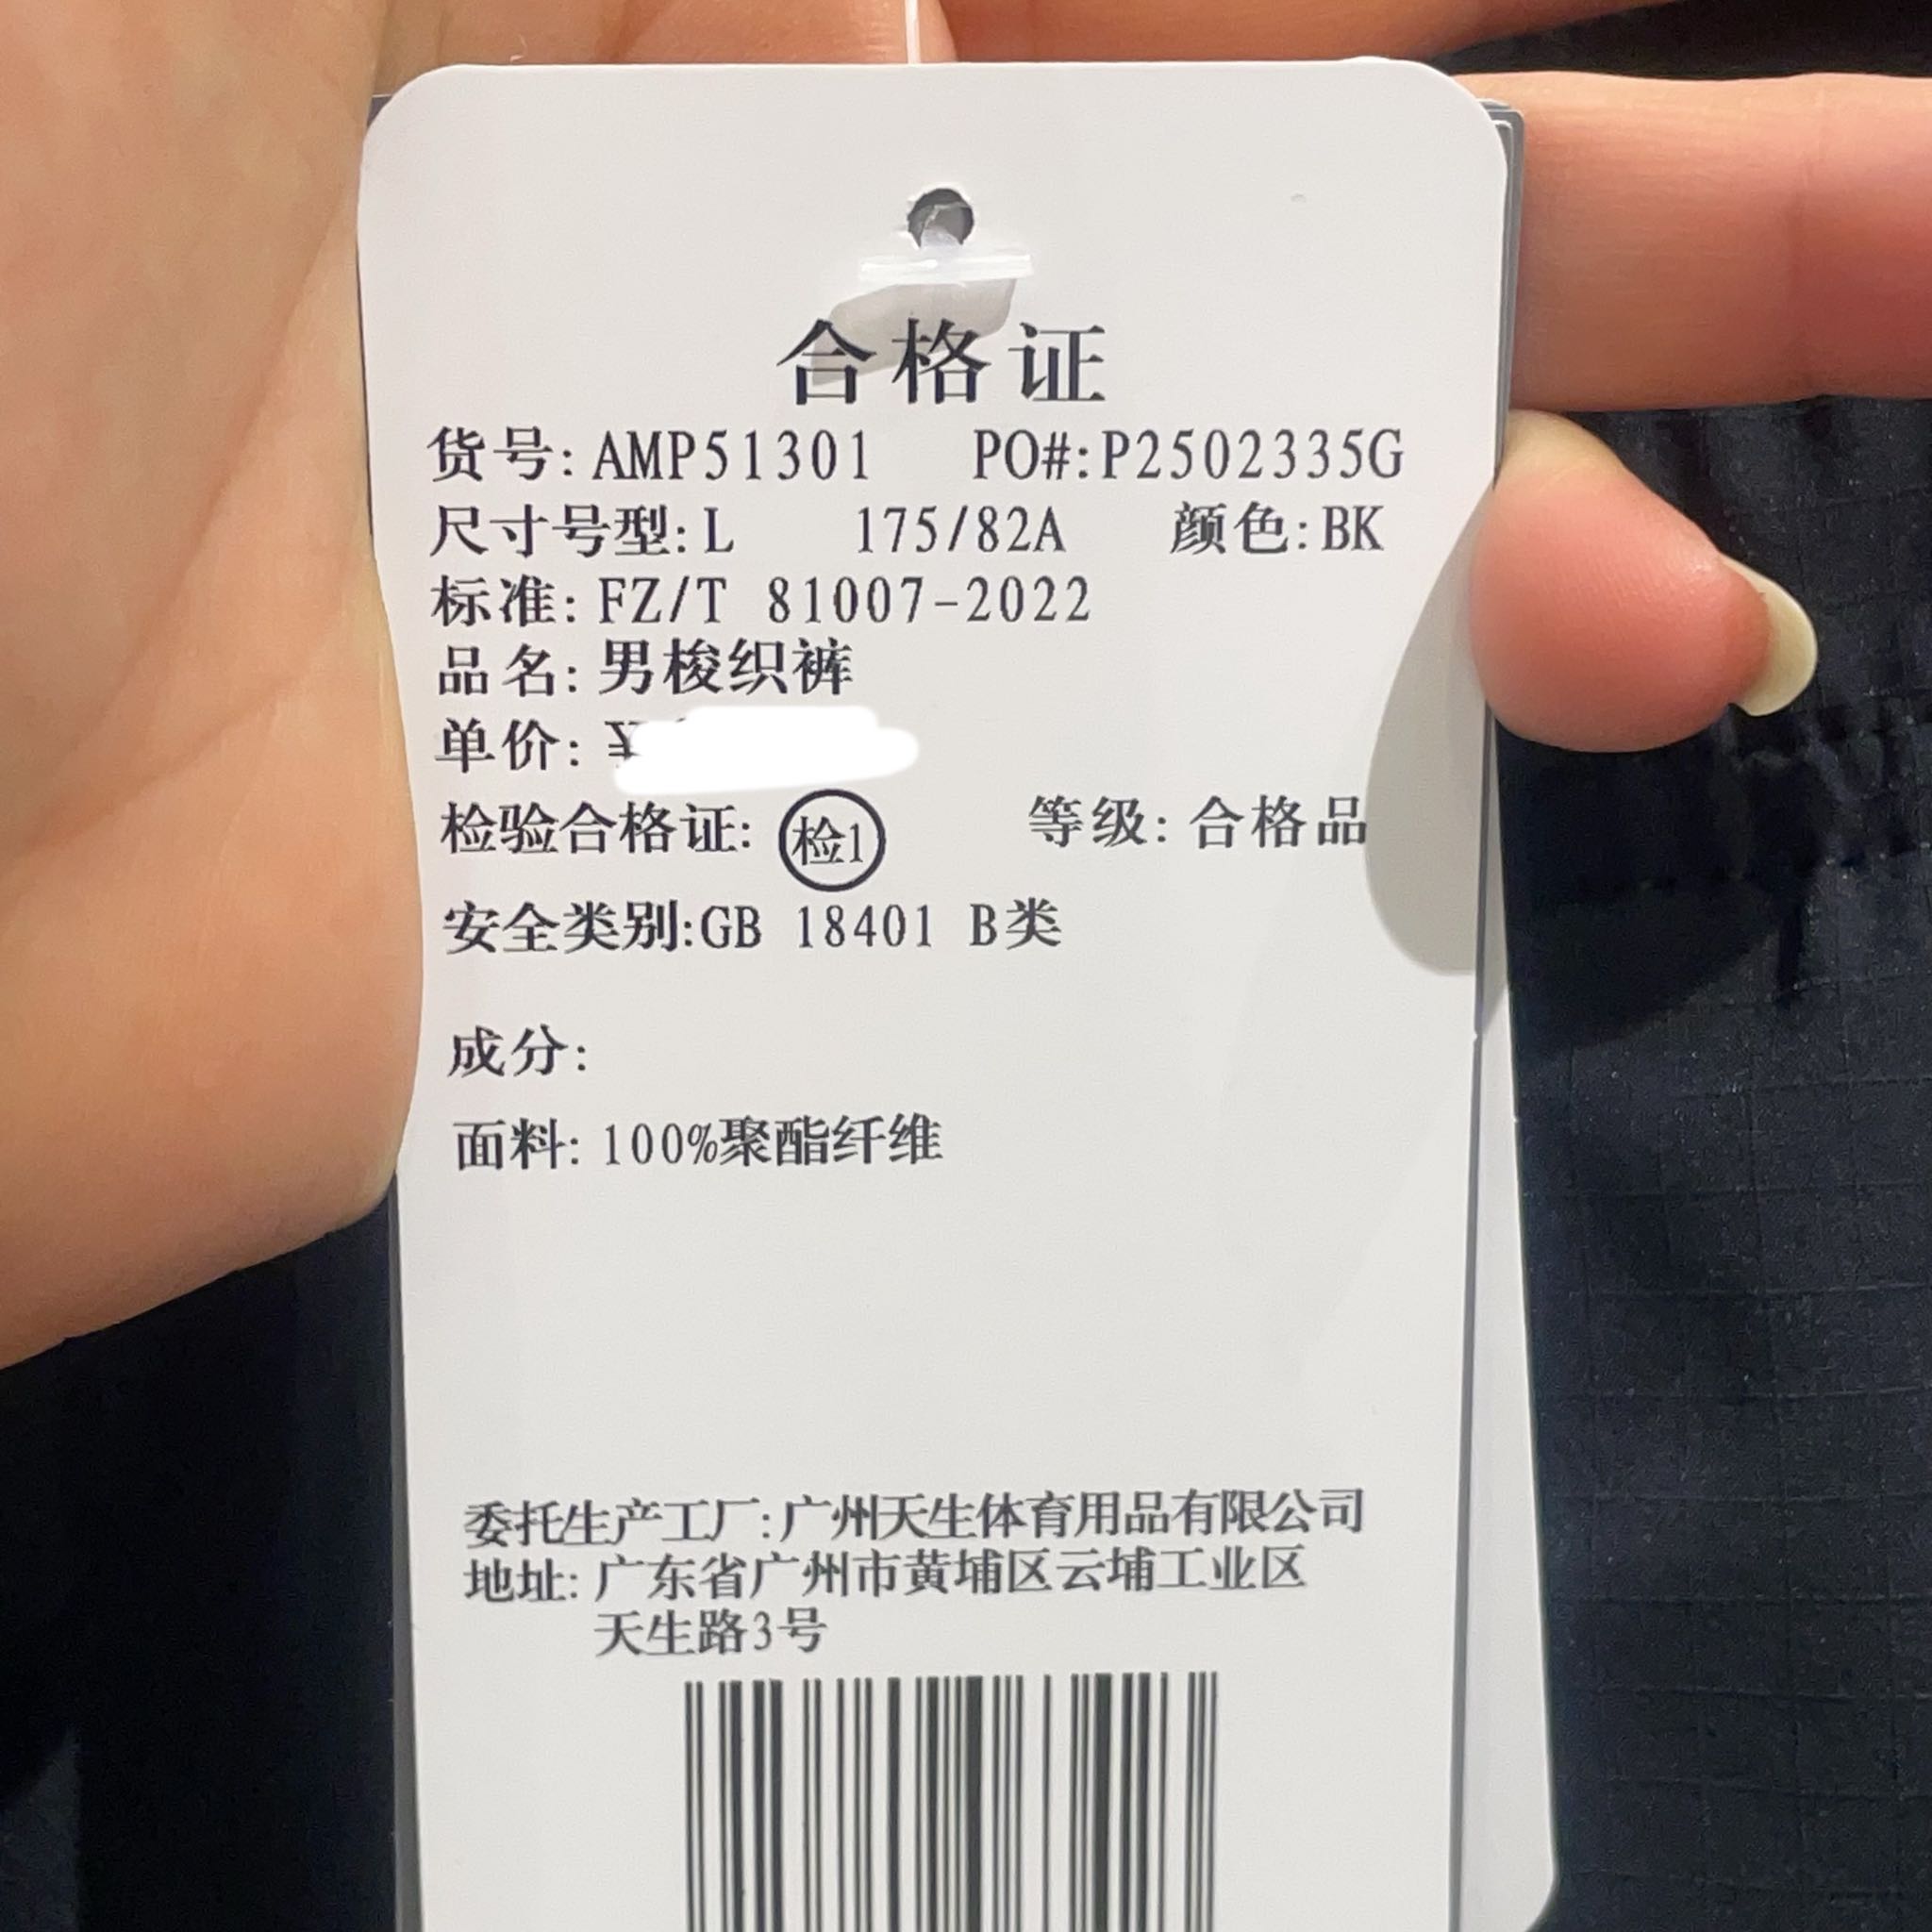 合格证
货号: AMP51301 PO#:P2502335G
尺寸号型: L 175/82A 颜色:BK
标准: FZ/T 81007-2022
品名: 男梭织裤
单价: ¥
检验合格证: 检1 等级: 合格品
安全类别:GB 18401 B类
成分:
面料: 100%聚酯纤维
委托生产工厂:广州天生体育用品有限公司
地址: 广东省广州市黄埔区云埔工业区
天生路3号